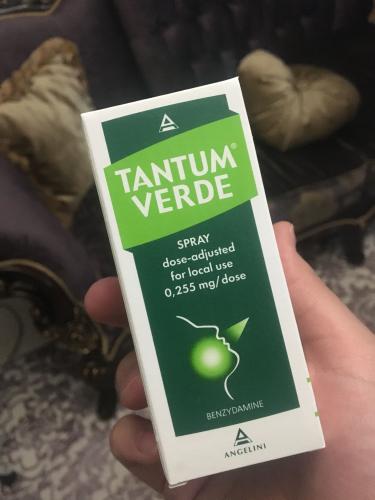 TANTUM®
VERDE
SPRAY
dose-adjusted
for local use
0,255 mg/dose
BENZYDAMINE
ANGELINI